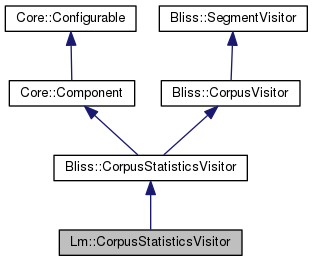 Core::Configurable
Bliss::SegmentVisitor
Core::Component
Bliss::CorpusVisitor
Bliss::CorpusStatisticsVisitor
Lm::CorpusStatisticsVisitor